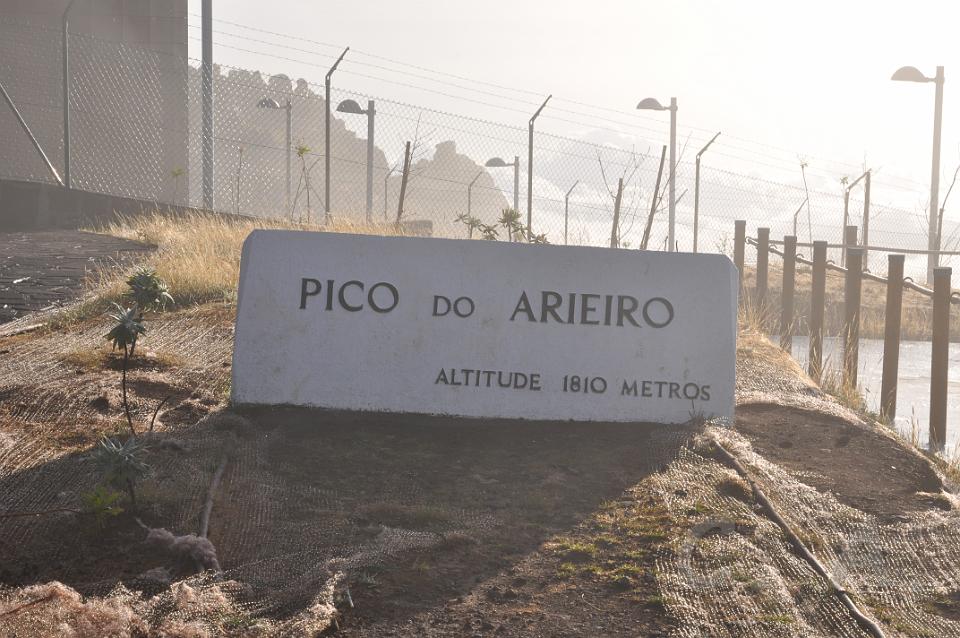 PICO DO ARIEIRO
ALTITUDE 1810 METROS